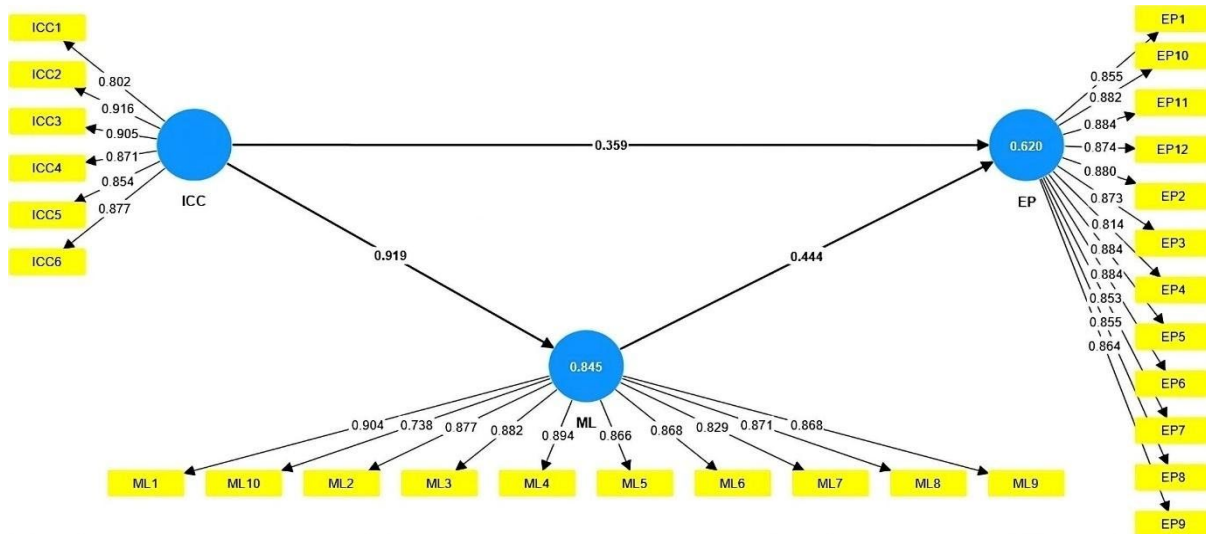 ICC1
ICC2
ICC3
ICC4
ICC5
ICC6
0.802
0.916
0.905
0.871
0.854
0.877
ICC
0.359
0.919
0.444
0.620
EP
0.845
ML
0.904
0.738
0.877
0.882
0.894
0.866
0.868
0.829
0.871
0.868
ML1
ML10
ML2
ML3
ML4
ML5
ML6
ML7
ML8
ML9
0.855
0.882
0.884
0.874
0.880
0.873
0.814
0.884
0.884
0.853
0.855
0.864
EP1
EP10
EP11
EP12
EP2
EP3
EP4
EP5
EP6
EP7
EP8
EP9